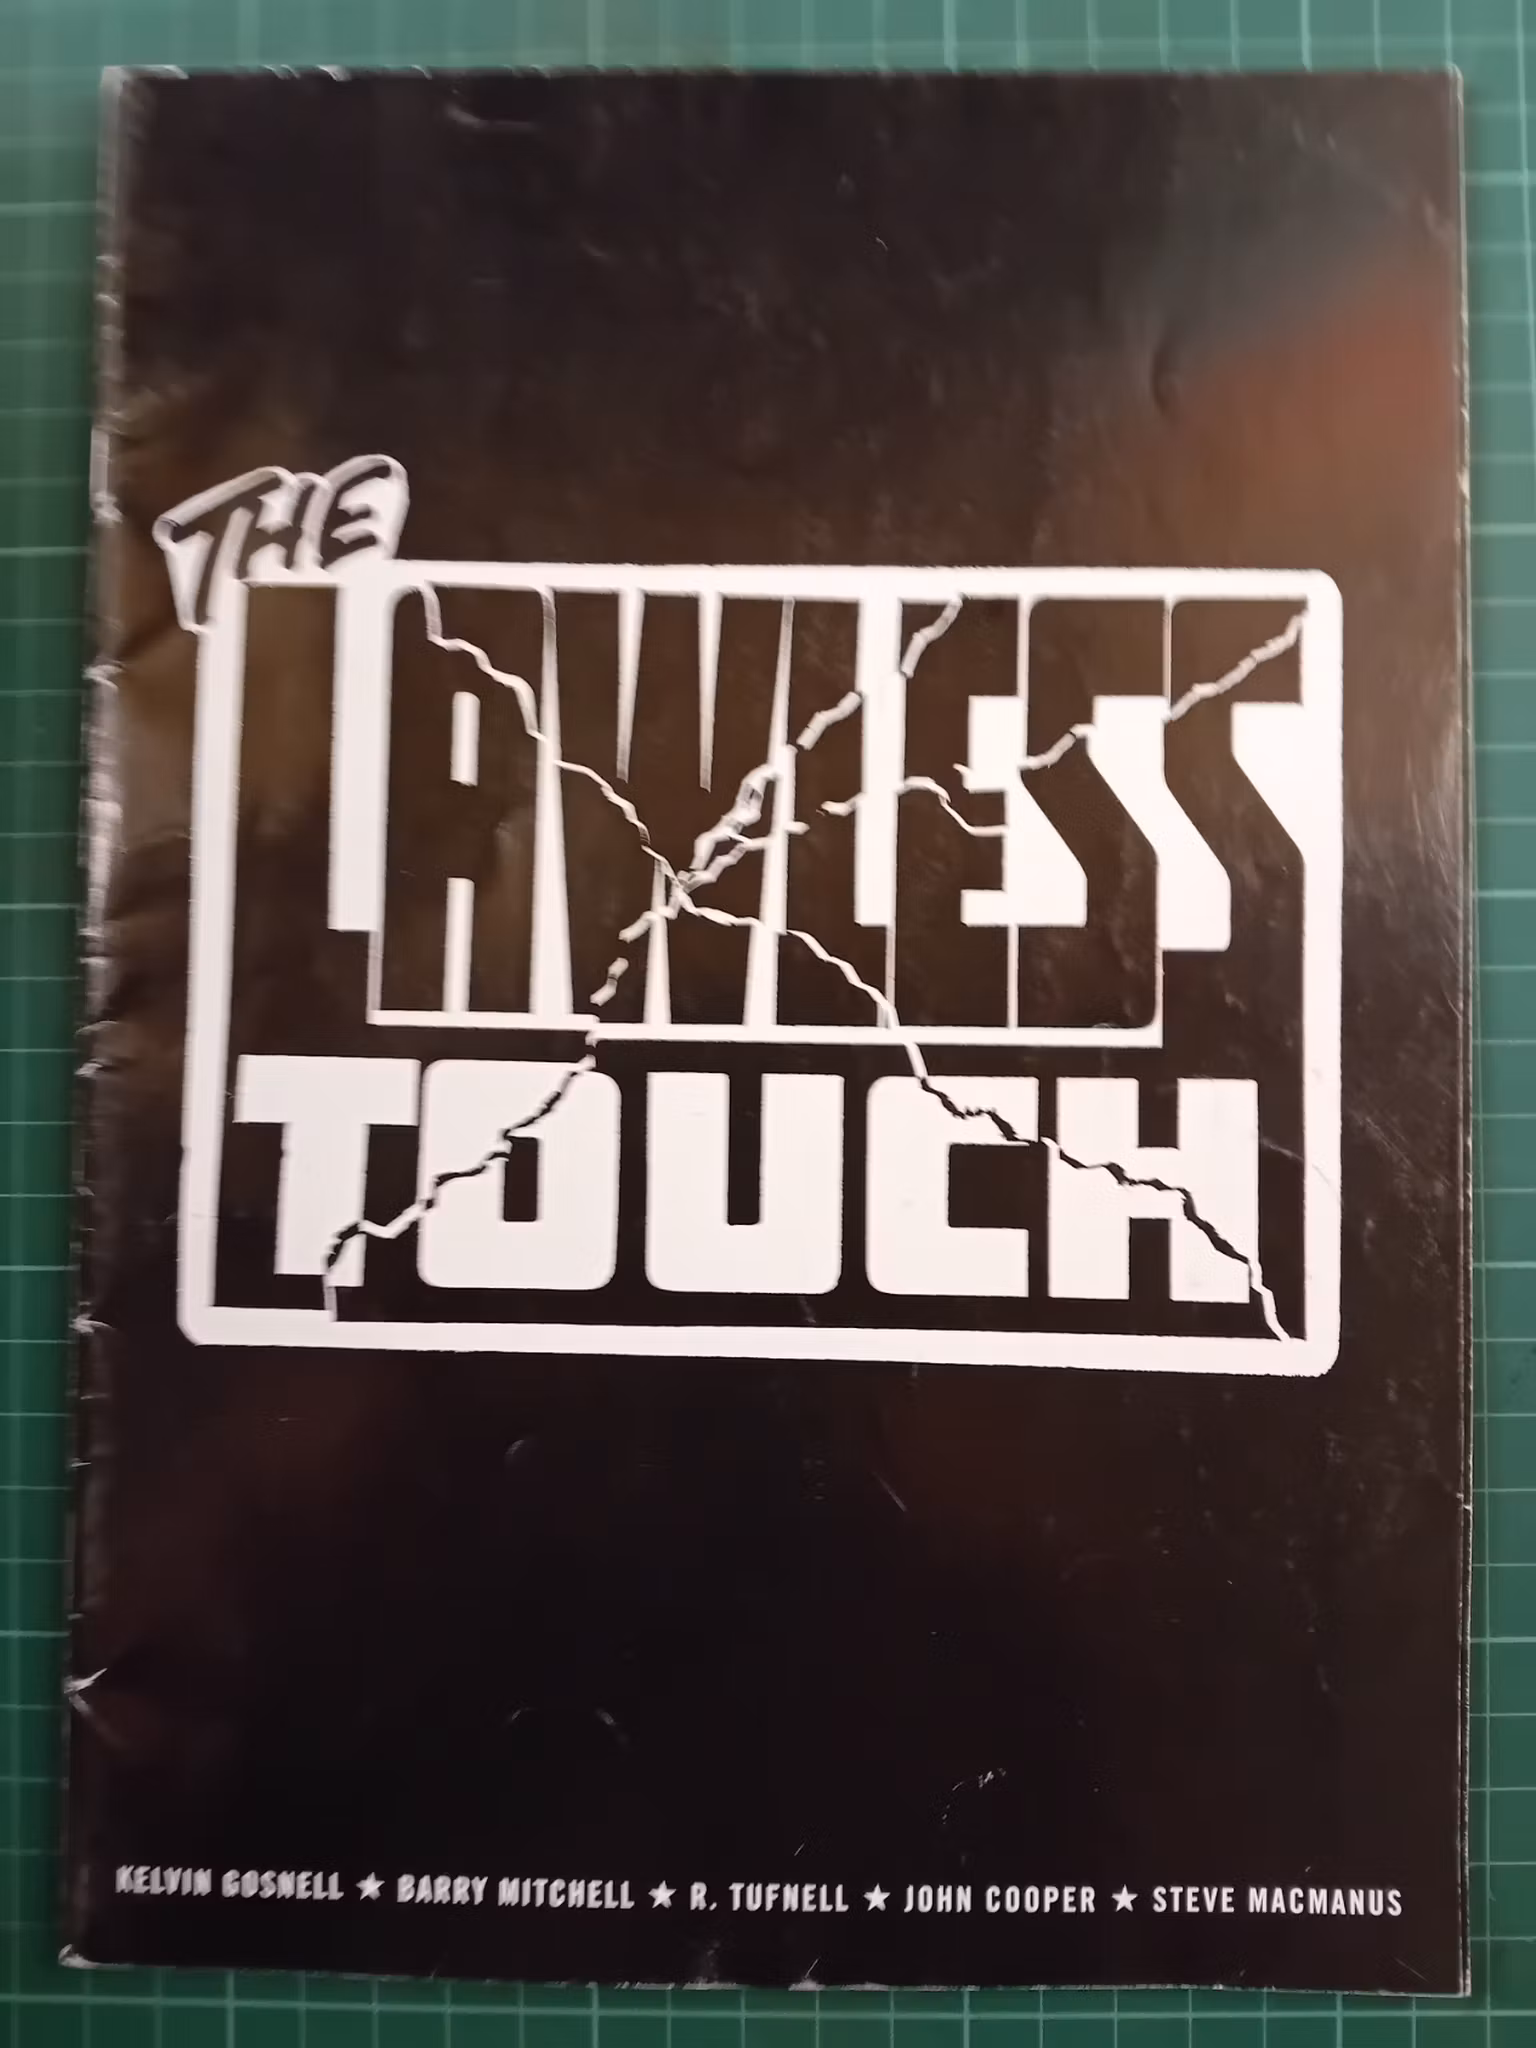 THE
LAWLESS
TOUCH
KELVIN GOSNELL ★ BARRY MITCHELL ★ R. TUFNELL ★ JOHN COOPER ★ STEVE MACMANUS